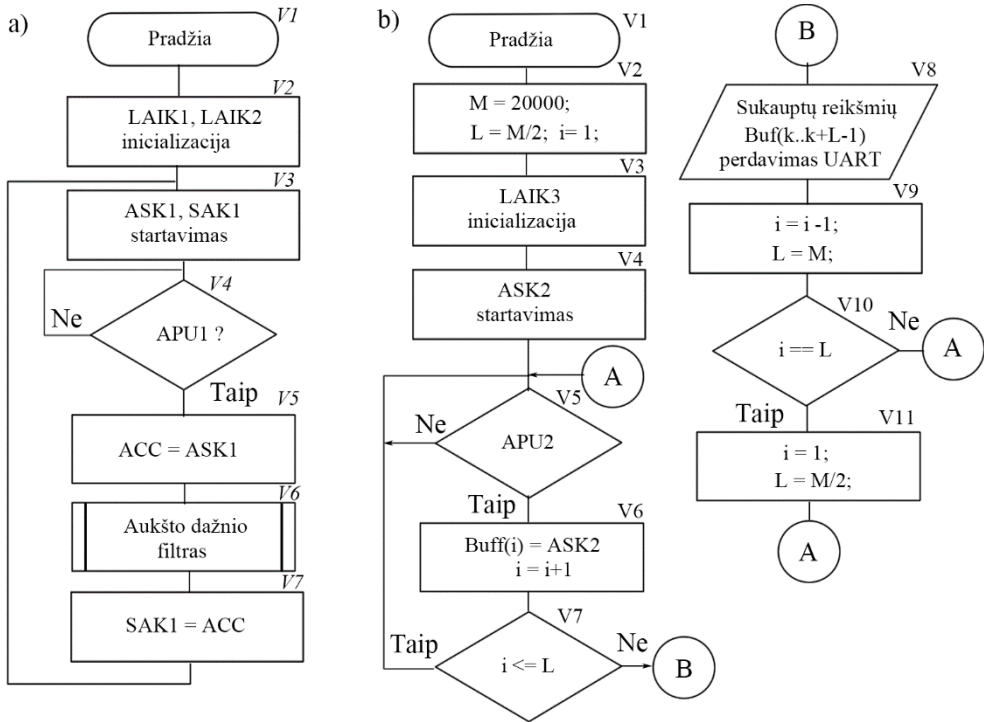 a)
V1
Pradžia
V2
LAIK1, LAIK2
inicializacija
V3
ASK1, SAK1
startavimas
V4
Ne
APU1 ?
Taip
V5
ACC = ASK1
V6
Aukšto dažnio
filtras
V7
SAK1 = ACC
b)
V1
Pradžia
V2
M = 20000;
L = M/2; i= 1;
V3
LAIK3
inicializacija
V4
ASK2
startavimas
A
V5
Ne
APU2
Taip
V6
Buff(i) = ASK2
i = i+1
V7
Taip
Ne
i <= L
B
B
V8
Sukauptų reikšmių
Buf(k..k+L-1)
perdavimas UART
V9
i = i -1;
L = M;
V10
Ne
i == L
A
Taip
V11
i = 1;
L = M/2;
A